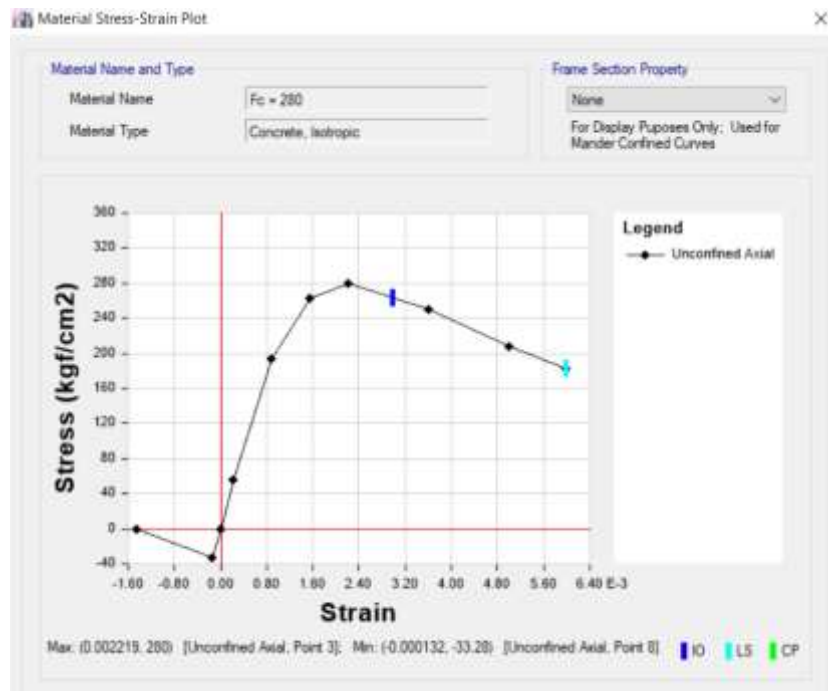 Material Stress-Strain Plot
Material Name and Type
Material Name
Fc = 280
Material Type
Concrete, Isotropic
Frame Section Property
None
For Display Puposes Only; Used for
Mander Confined Curves
Legend
Unconfined Axial
Stress (kgf/cm2)
360
320
280
240
200
160
120
80
40
0
-40
-1.60 -0.80 0.00 0.80 1.60 2.40 3.20 4.00 4.80 5.60 6.40 E-3
Strain
Max: (0.002219, 280) [Unconfined Axial, Point 3]; Min: (-0.000132, -33.28) [Unconfined Axial, Point 8]
IO LS CP